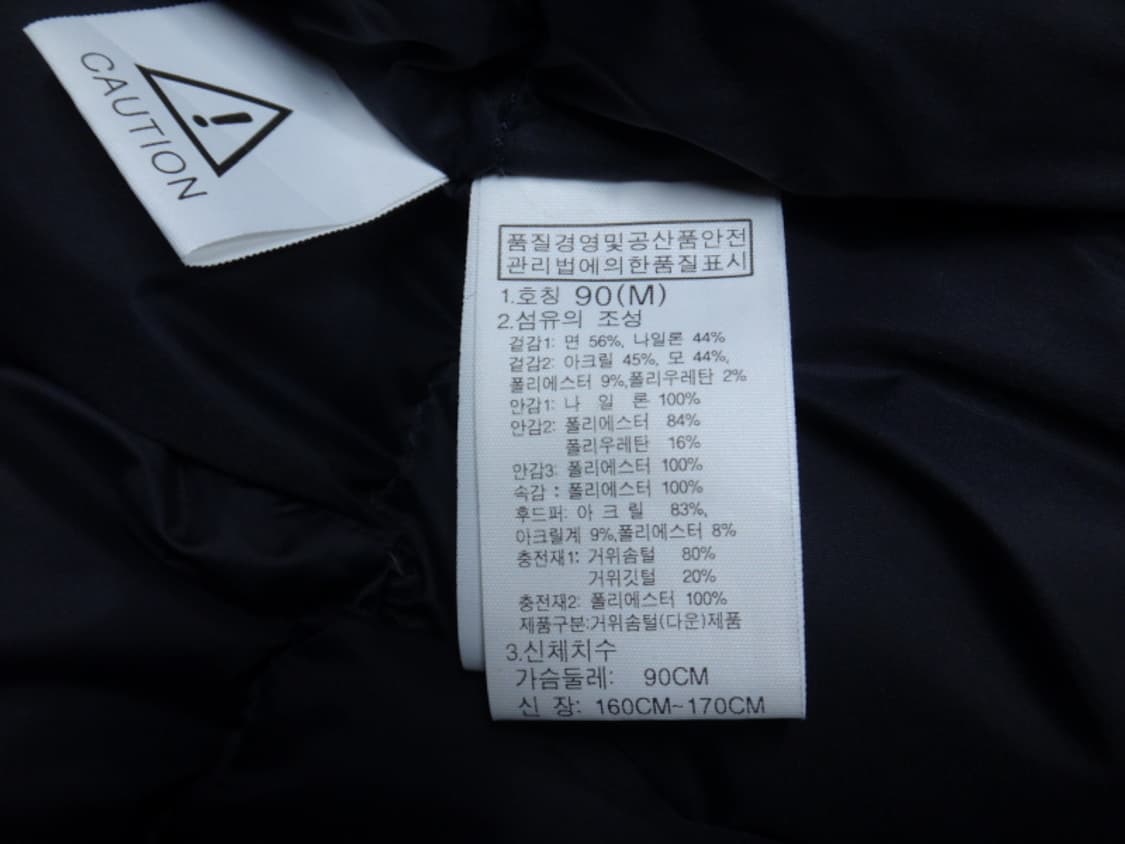 CAUTION
품질경영및공산품안전
관리법에의한품질표시
1.호칭 90(M)
2.섬유의 조성
겉감1: 면 56%, 나일론 44%
겉감2: 아크릴 45%, 모 44%,
폴리에스터 9%,폴리우레탄 2%
안감1: 나 일 론 100%
안감2: 폴리에스터 84%
폴리우레탄 16%
안감3: 폴리에스터 100%
속감 : 폴리에스터 100%
후드퍼: 아 크 릴 83%,
아크릴계 9%,폴리에스터 8%
충전재1: 거위솜털 80%
거위깃털 20%
충전재2: 폴리에스터 100%
제품구분:거위솜털(다운)제품
3.신체치수
가슴둘레: 90CM
신 장: 160CM~170CM